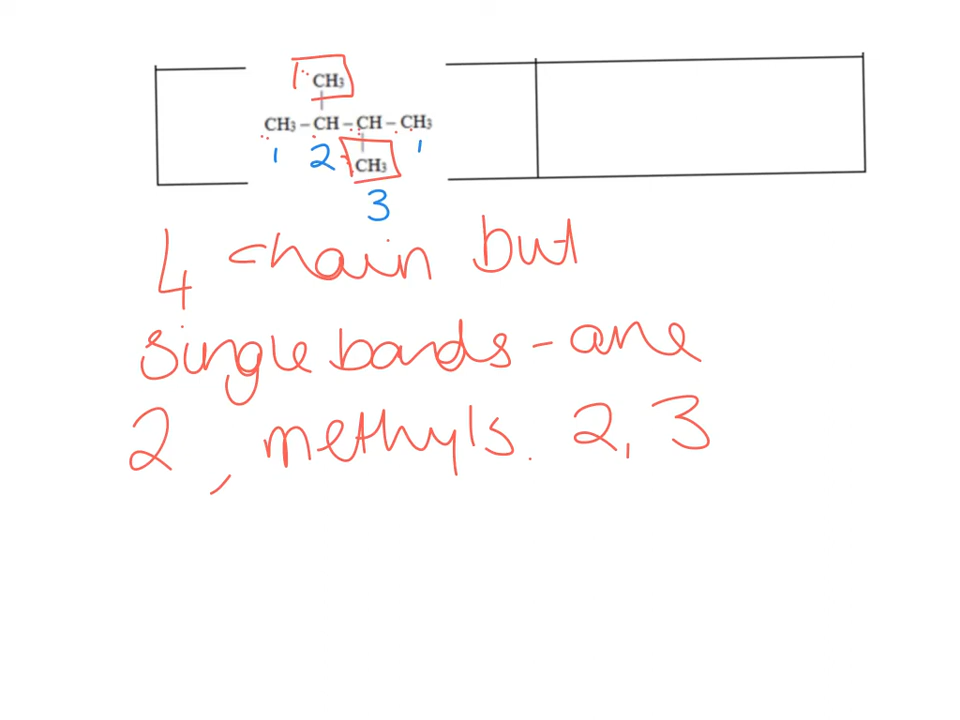 CH₃
CH₃ – CH – CH – CH₃
1 2 CH₃ 1
3
4 chain but
single bonds - ane
2, methyls. 2, 3